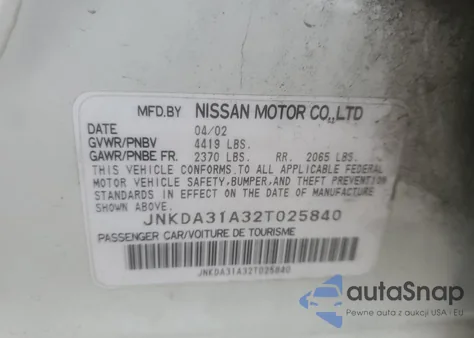 MFD.BY NISSAN MOTOR CO.,LTD
DATE 04/02
GVWR/PNBV 4419 LBS.
GAWR/PNBE FR. 2370 LBS. RR. 2065 LBS.
THIS VEHICLE CONFORMS TO ALL APPLICABLE FEDERAL
MOTOR VEHICLE SAFETY, BUMPER, AND THEFT PREVENTION
STANDARDS IN EFFECT ON THE DATE OF MANUFACTURE
SHOWN ABOVE.
JNKDA31A32T025840
PASSENGER CAR/VOITURE DE TOURISME
JNKDA31A32T025840
autoSnap
Pewne auta z aukcji USA i EU